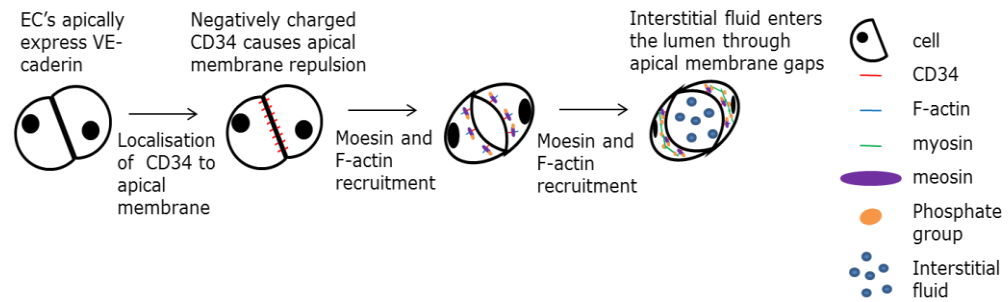 EC's apically
express VE-
caderin
Localisation
of CD34 to
apical
membrane
Negatively charged
CD34 causes apical
membrane repulsion
Moesin and
F-actin
recruitment
Moesin and
F-actin
recruitment
Interstitial fluid enters
the lumen through
apical membrane gaps
cell
CD34
F-actin
myosin
meosin
Phosphate
group
Interstitial
fluid